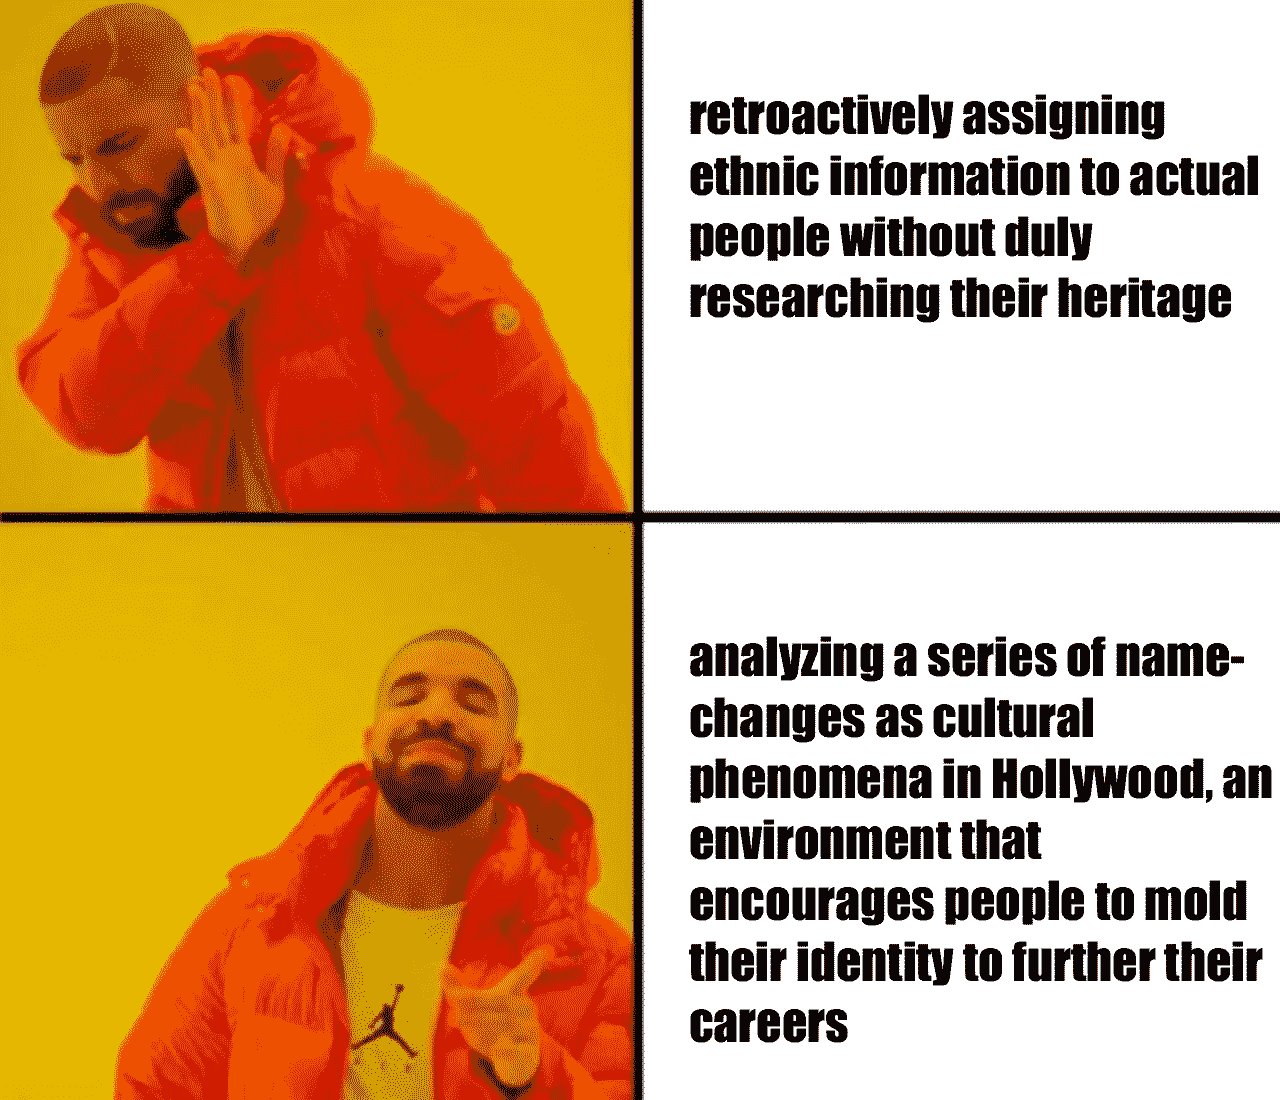 retroactively assigning
ethnic information to actual
people without duly
researching their heritage
analyzing a series of name-
changes as cultural
phenomena in Hollywood, an
environment that
encourages people to mold
their identity to further their
careers